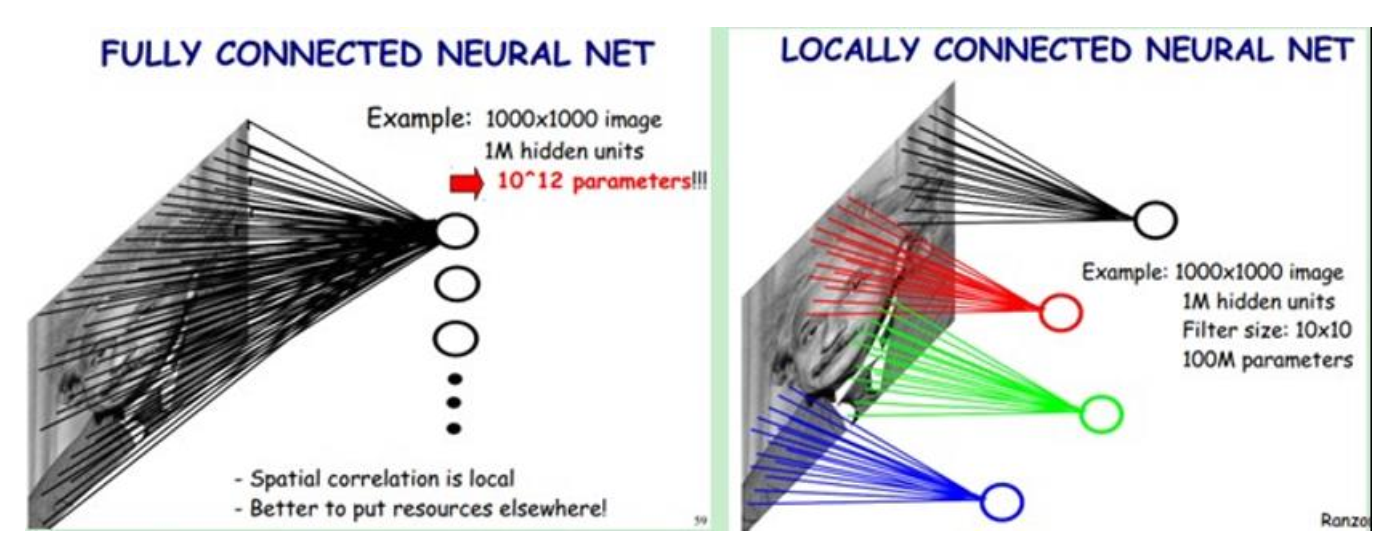 FULLY CONNECTED NEURAL NET
Example: 1000x1000 image
1M hidden units
10^12 parameters!!!
- Spatial correlation is local
- Better to put resources elsewhere!
59
LOCALLY CONNECTED NEURAL NET
Example: 1000x1000 image
1M hidden units
Filter size: 10x10
100M parameters
Ranzo